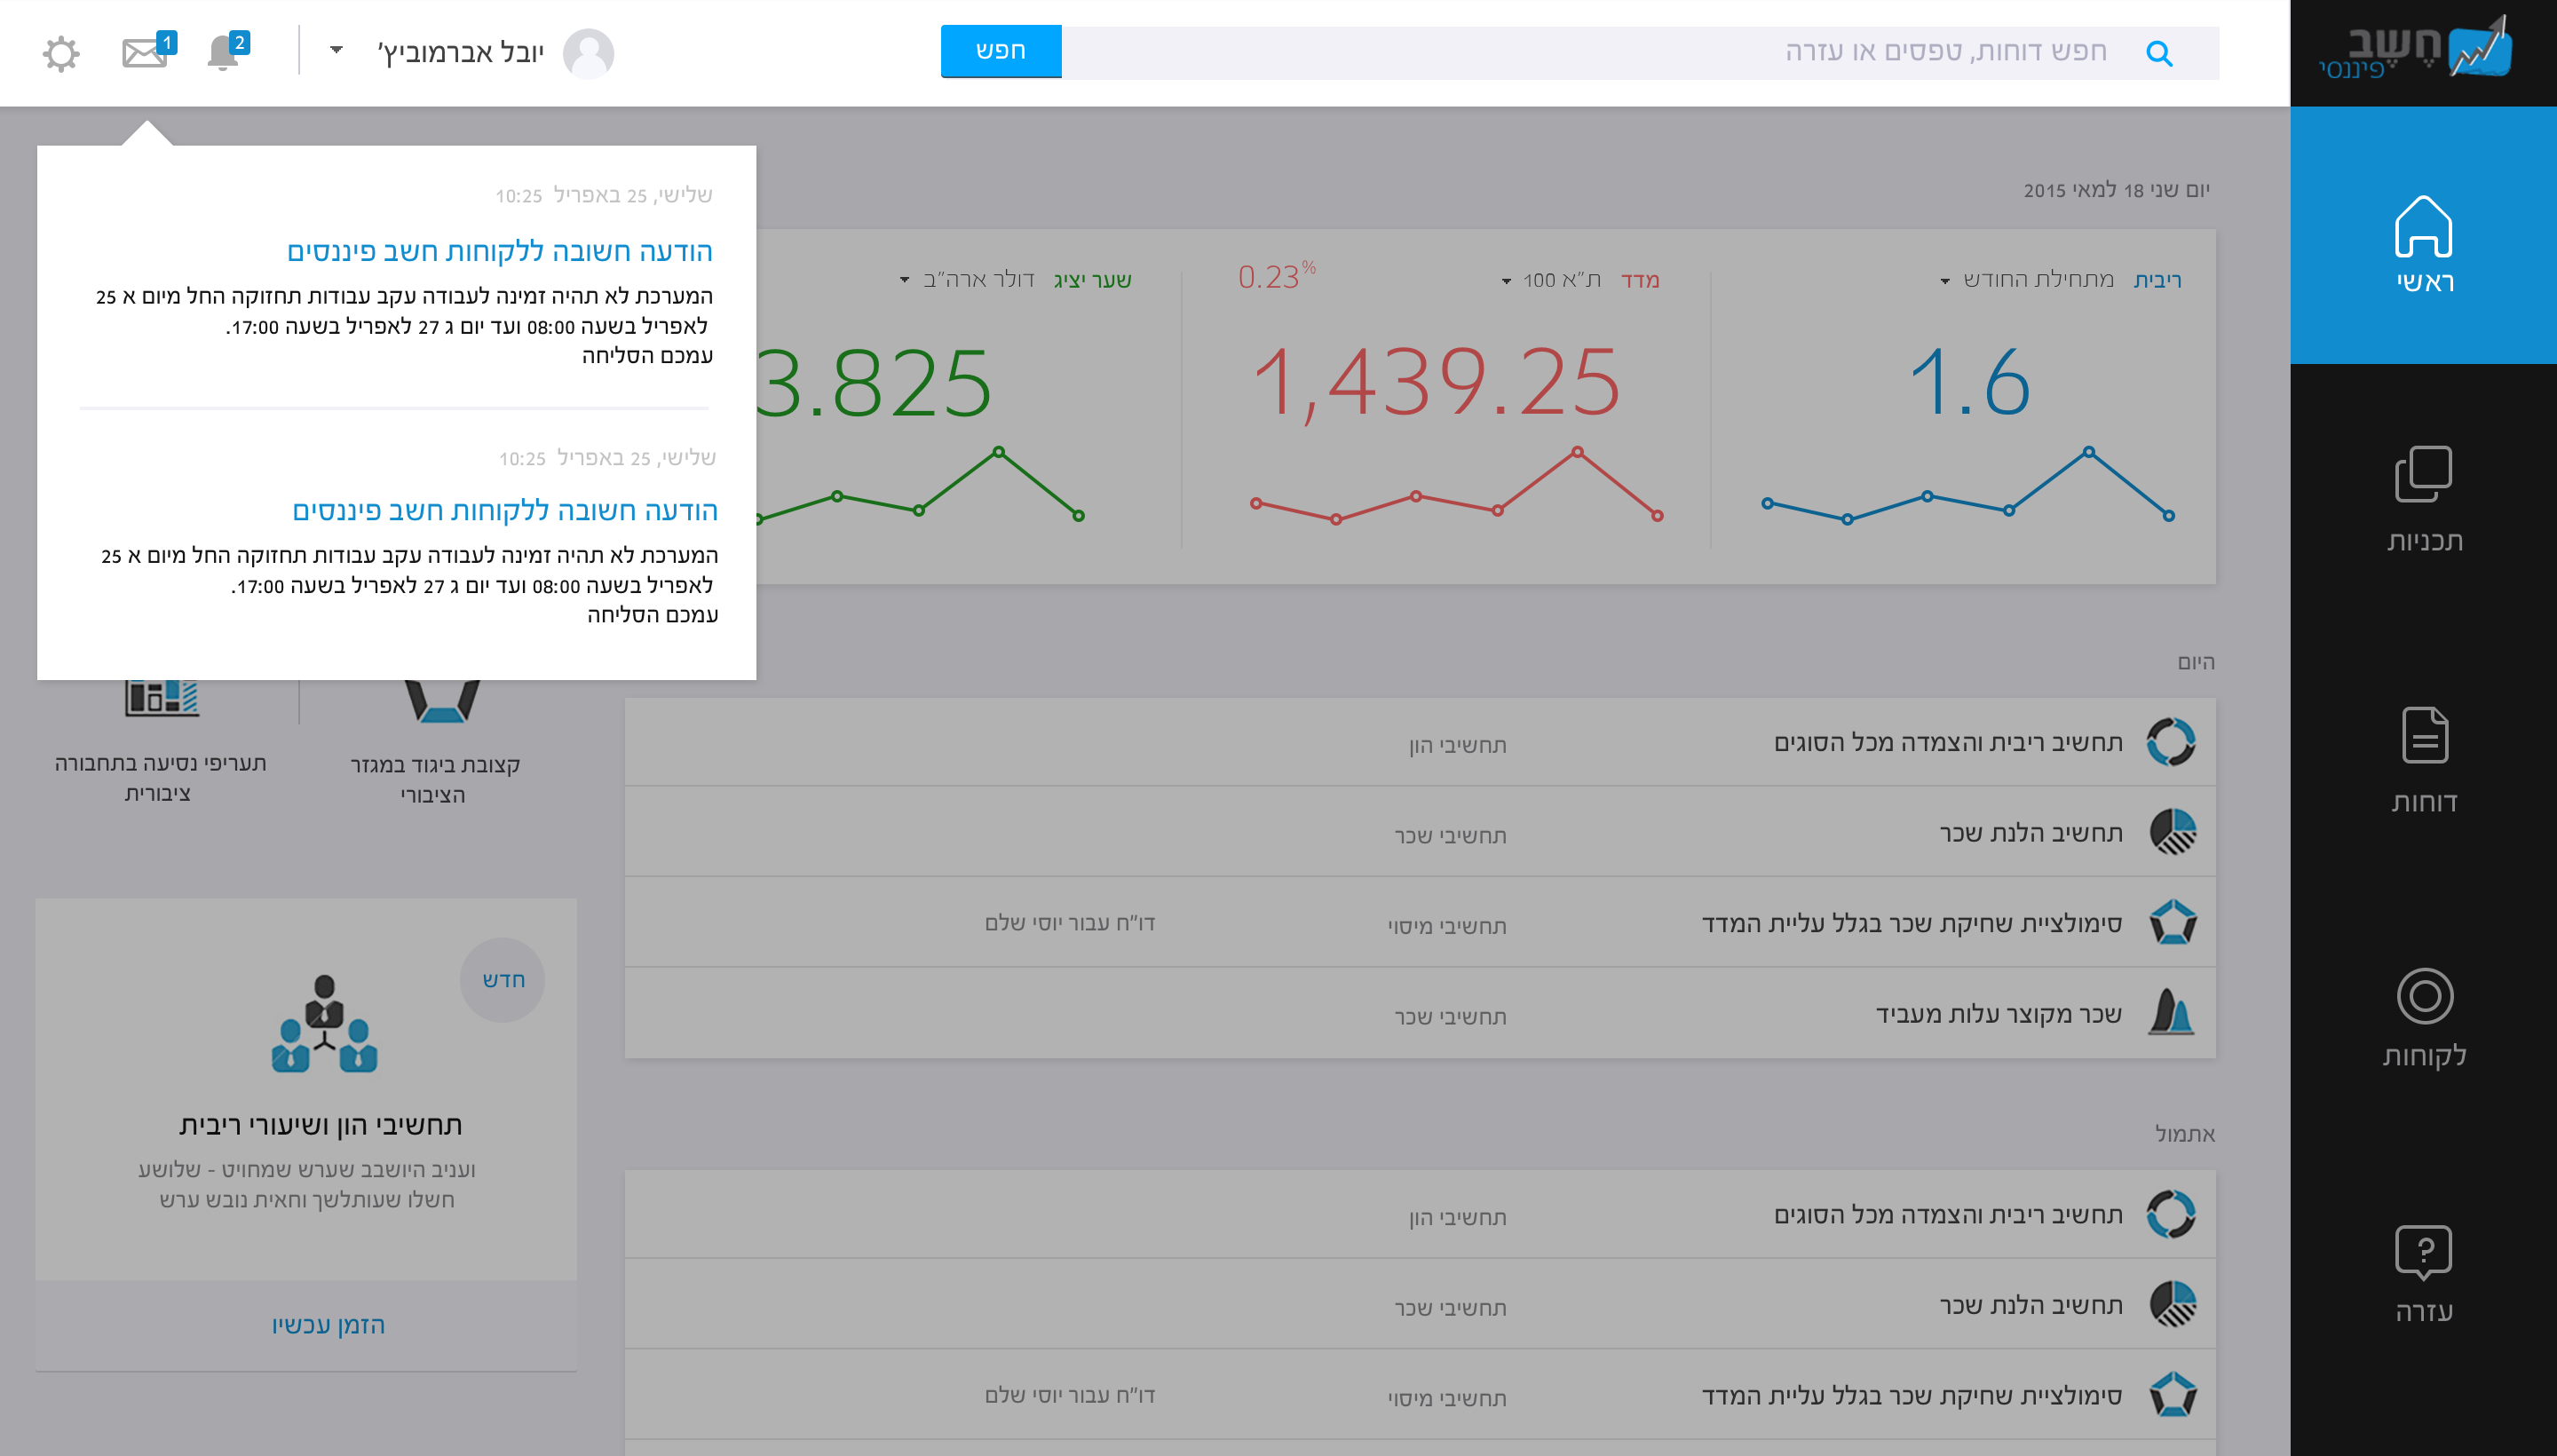 חשב
פיננסי
חפש דוחות, טפסים או עזרה
חפש
יובל אברמוביץ'
2
1
ראשי
תכניות
דוחות
לקוחות
עזרה
שלישי, 25 באפריל 10:25
הודעה חשובה ללקוחות חשב פיננסים
המערכת לא תהיה זמינה לעבודה עקב עבודות תחזוקה החל מיום א 25
לאפריל בשעה 08:00 ועד יום ג 27 לאפריל בשעה 17:00.
עמכם הסליחה
שלישי, 25 באפריל 10:25
הודעה חשובה ללקוחות חשב פיננסים
המערכת לא תהיה זמינה לעבודה עקב עבודות תחזוקה החל מיום א 25
לאפריל בשעה 08:00 ועד יום ג 27 לאפריל בשעה 17:00.
עמכם הסליחה
יום שני 18 למאי 2015
ריבית מתחילת החודש
1.6
מדד ת"א 100 0.23%
1,439.25
שער יציג דולר ארה"ב
3.825
היום
תחשיב ריבית והצמדה מכל הסוגים תחשיבי הון
תחשיב הלנת שכר תחשיבי שכר
סימולציית שחיקת שכר בגלל עליית המדד תחשיבי מיסוי דו"ח עבור יוסי שלם
שכר מקוצר עלות מעביד תחשיבי שכר
אתמול
תחשיב ריבית והצמדה מכל הסוגים תחשיבי הון
תחשיב הלנת שכר תחשיבי שכר
סימולציית שחיקת שכר בגלל עליית המדד תחשיבי מיסוי דו"ח עבור יוסי שלם
קצובת ביגוד במגזר
הציבורי
תעריפי נסיעה בתחבורה
ציבורית
חדש
תחשיבי הון ושיעורי ריבית
ועניב היושבב שערש שמחויט - שלושע
חשלו שעותלשך וחאית נובש ערש
הזמן עכשיו